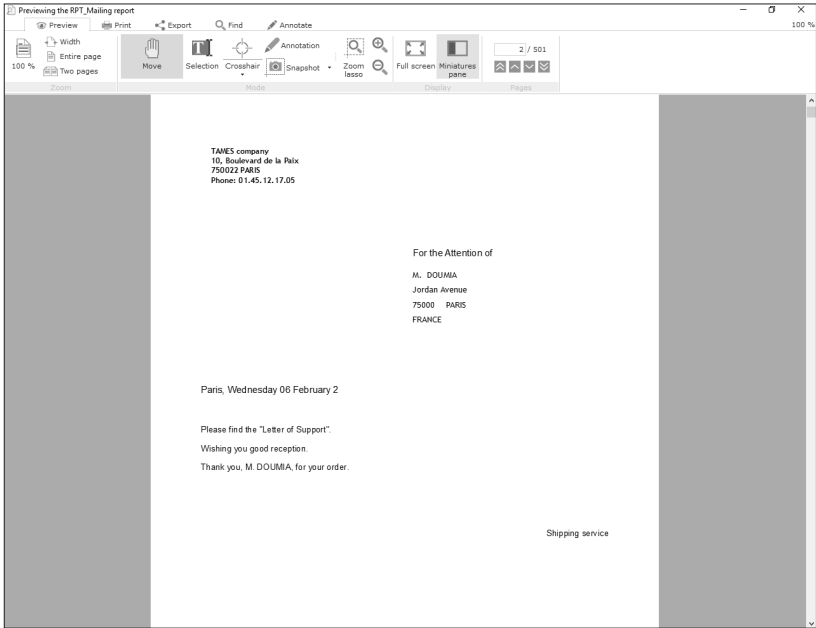 Previewing the RPT_Mailing report
Preview Print Export Find Annotate
100 %
100 %
Width
Entire page
Two pages
Zoom
Move
Selection
Crosshair
Annotation
Snapshot
Zoom
lasso
Mode
Full screen
Miniatures
pane
Display
2 / 501
Pages
TAMES company
10, Boulevard de la Paix
750022 PARIS
Phone: 01.45.12.17.05
For the Attention of
M. DOUMIA
Jordan Avenue
75000 PARIS
FRANCE
Paris, Wednesday 06 February 2
Please find the "Letter of Support".
Wishing you good reception.
Thank you, M. DOUMIA, for your order.
Shipping service